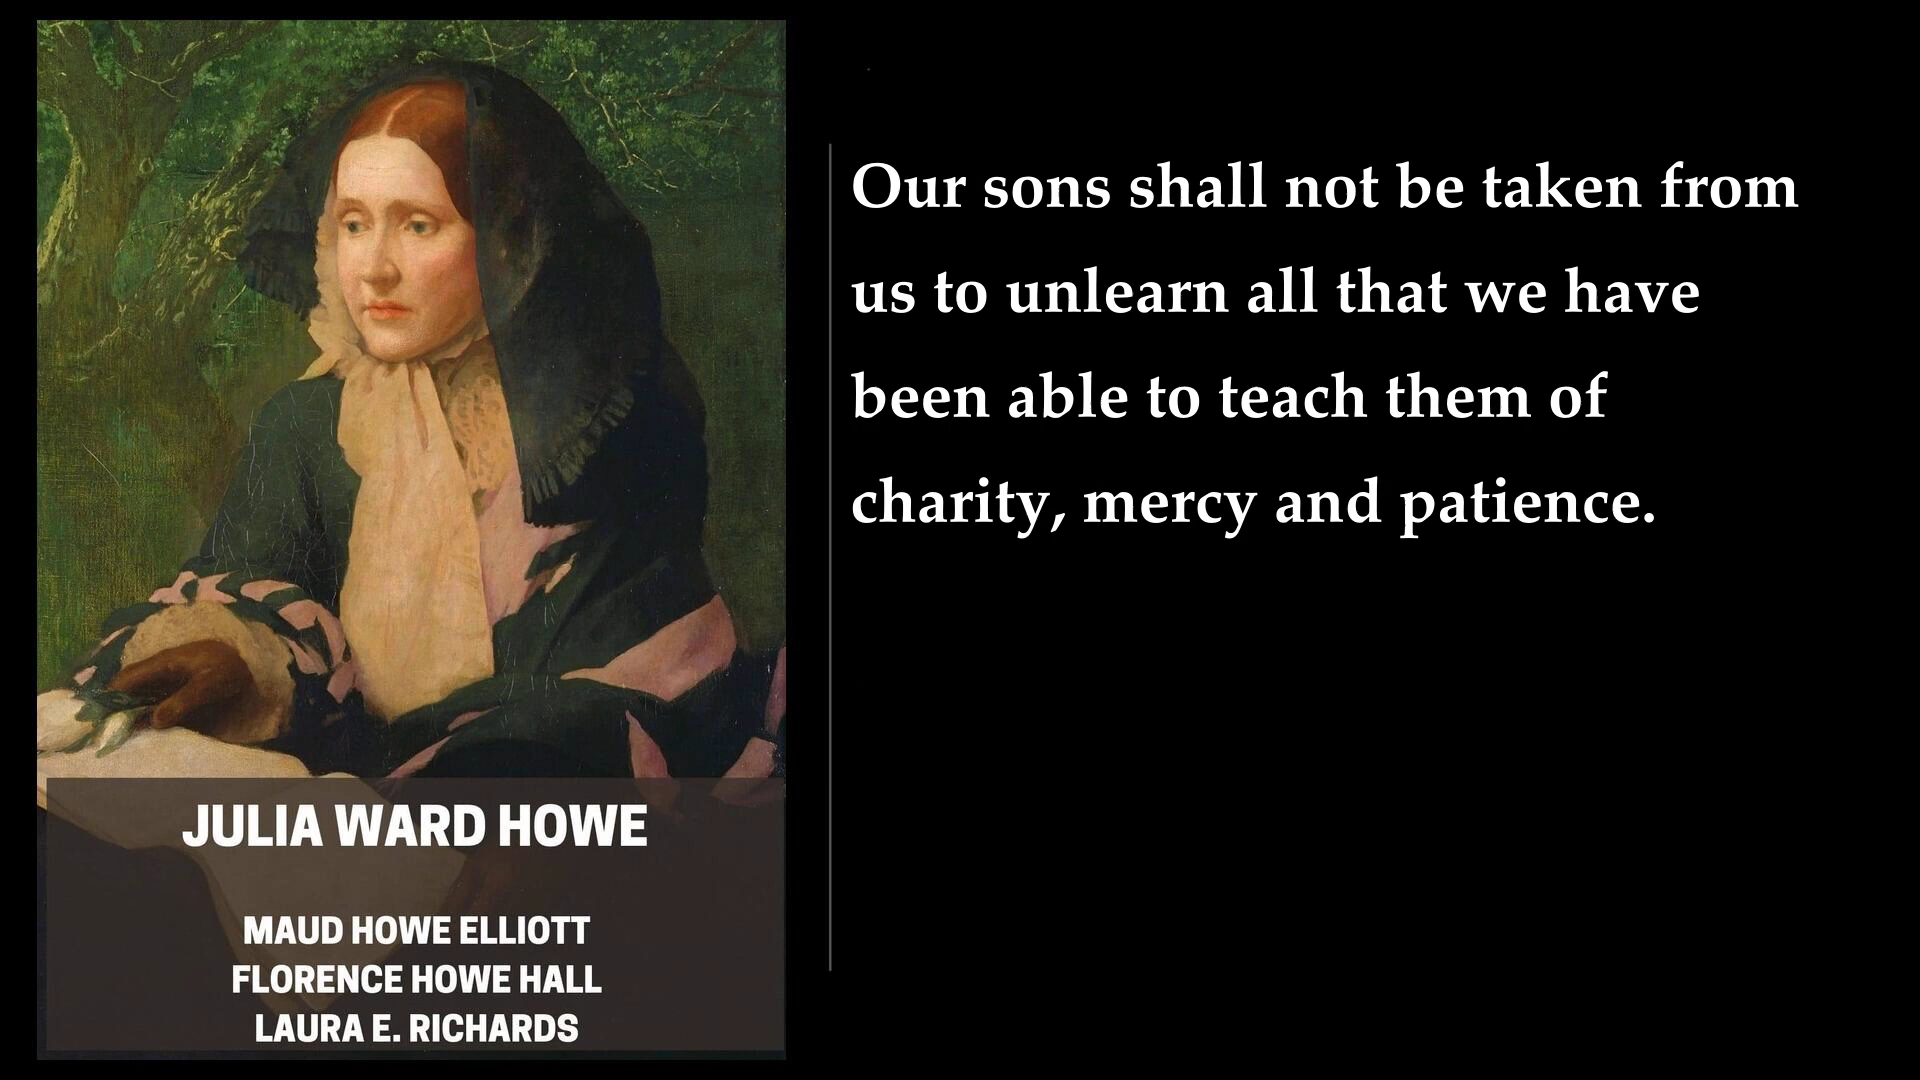 JULIA WARD HOWE
MAUD HOWE ELLIOTT
FLORENCE HOWE HALL
LAURA E. RICHARDS
Our sons shall not be taken from
us to unlearn all that we have
been able to teach them of
charity, mercy and patience.